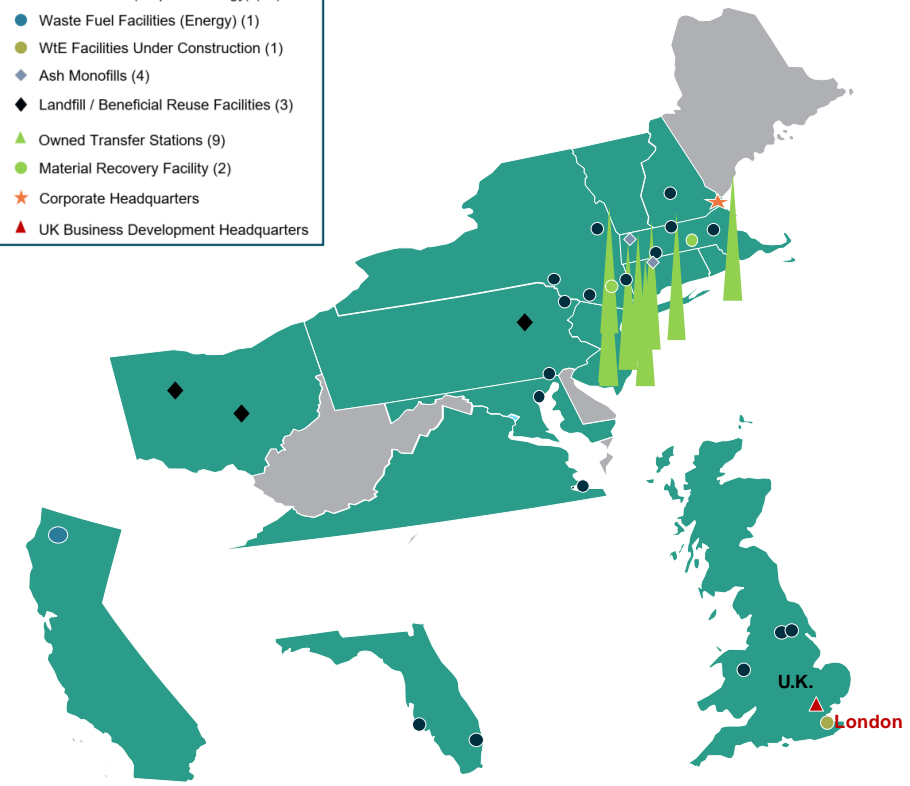 Waste Fuel Facilities (Energy) (1)
WtE Facilities Under Construction (1)
Ash Monofills (4)
Landfill / Beneficial Reuse Facilities (3)
Owned Transfer Stations (9)
Material Recovery Facility (2)
Corporate Headquarters
UK Business Development Headquarters
U.K.
London